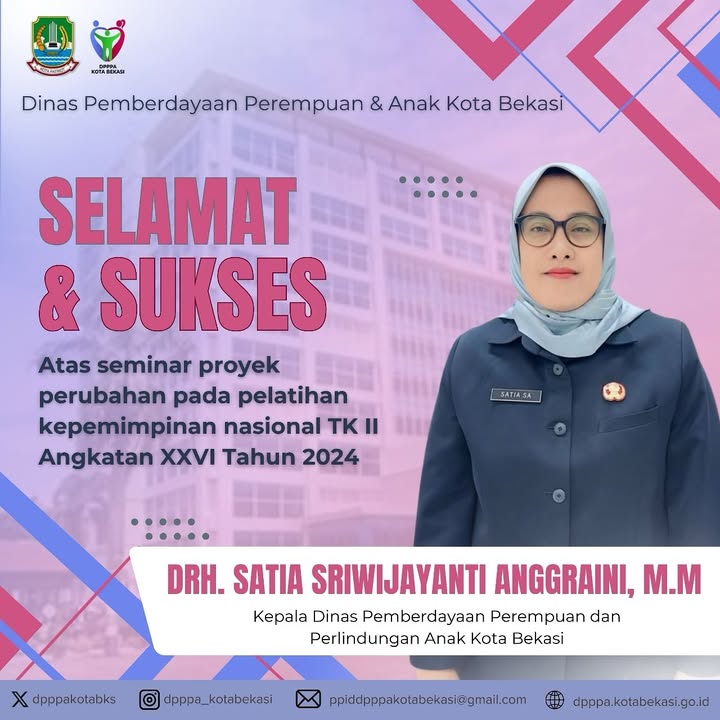 KOTA PATRIOT
DPPPA
KOTA BEKASI
Dinas Pemberdayaan Perempuan & Anak Kota Bekasi
SELAMAT
& SUKSES
Atas seminar proyek
perubahan pada pelatihan
kepemimpinan nasional TK II
Angkatan XXVI Tahun 2024
SATIA.SA
DRH. SATIA SRIWIJAYANTI ANGGRAINI, M.M
Kepala Dinas Pemberdayaan Perempuan dan
Perlindungan Anak Kota Bekasi
dpppakotabks
dpppa_kotabekasi
ppiddpppakotabekasi@gmail.com
dpppa.kotabekasi.go.id